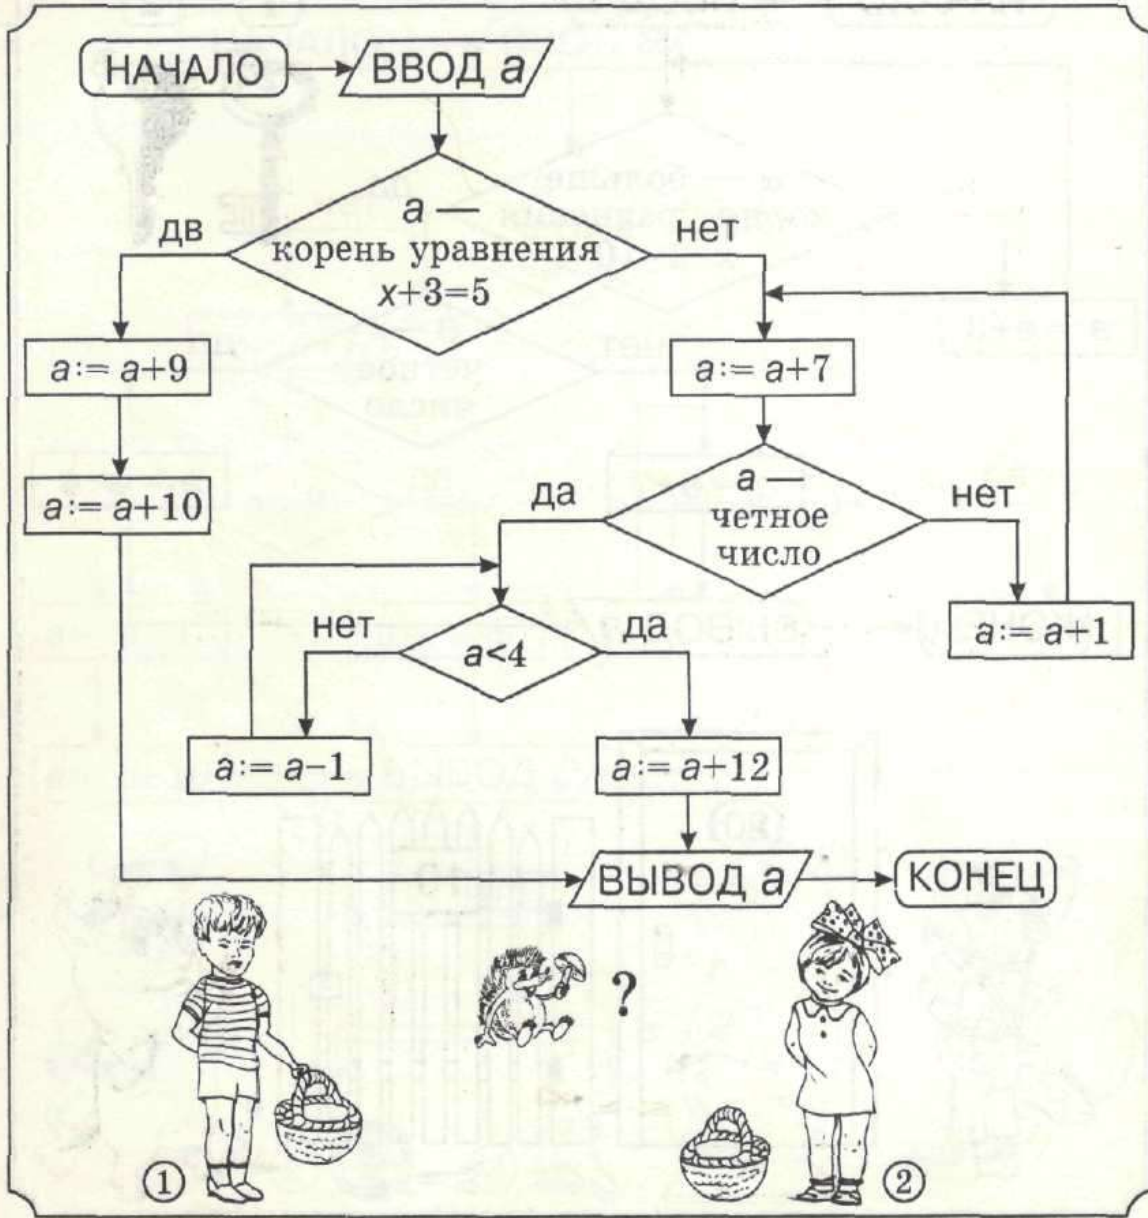 НАЧАЛО
ВВОД a
a —
корень уравнения
x+3=5
дв
нет
a:= a+9
a:= a+7
a:= a+10
a —
четное
число
да
нет
a:= a+1
a<4
нет
да
a:= a-1
a:= a+12
ВЫВОД a
КОНЕЦ
?
1
2